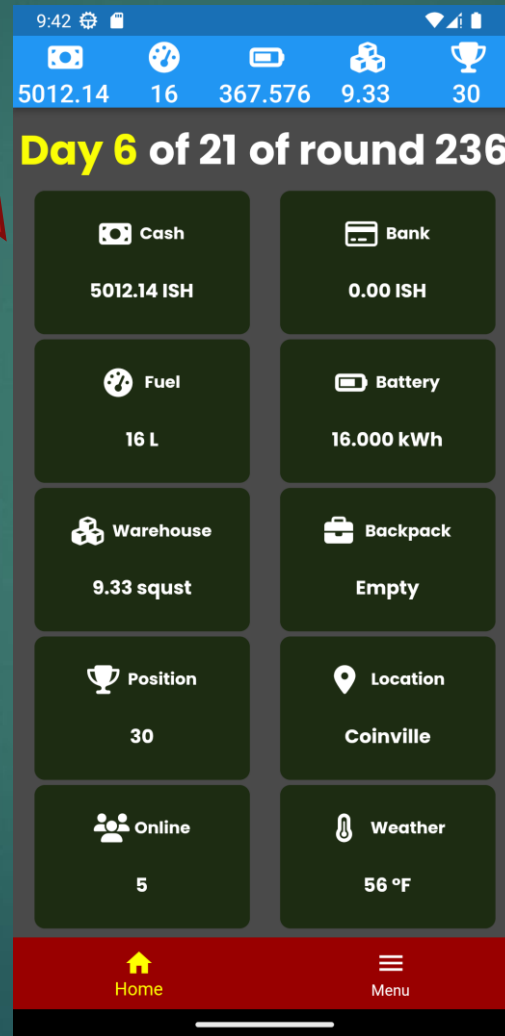 9:42
5012.14 16 367.576 9.33 30
Day 6 of 21 of round 236
Cash Bank
5012.14 ISH 0.00 ISH
Fuel Battery
16 L 16.000 kWh
Warehouse Backpack
9.33 squst Empty
Position Location
30 Coinville
Online Weather
5 56 °F
Home Menu